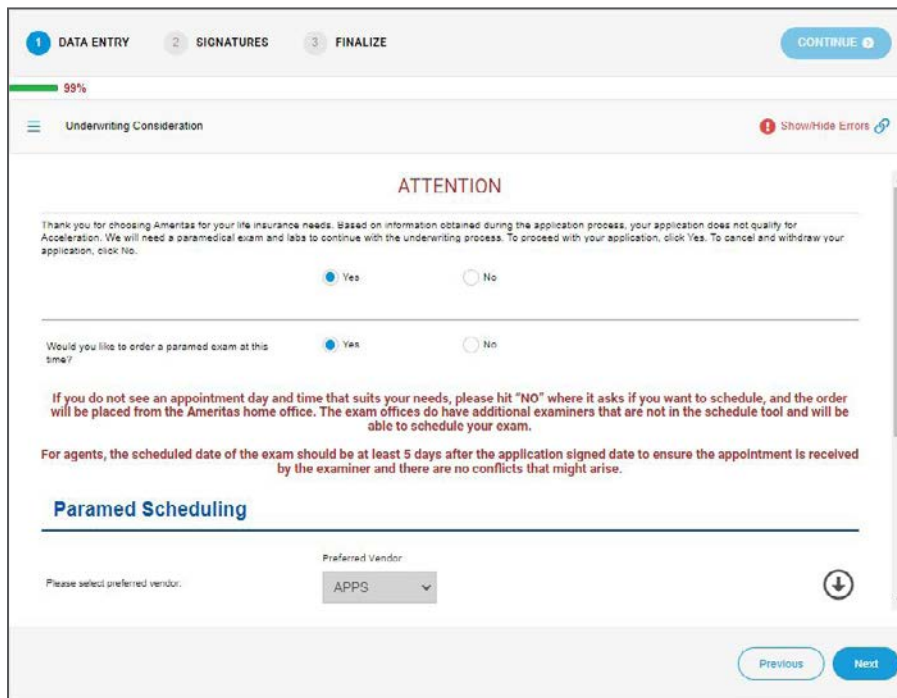 1 DATA ENTRY 2 SIGNATURES 3 FINALIZE CONTINUE
99%
Underwriting Consideration Show/Hide Errors
ATTENTION
Thank you for choosing Ameritas for your life insurance needs. Based on information obtained during the application process, your application does not qualify for
Acceleration. We will need a paramedical exam and labs to continue with the underwriting process. To proceed with your application, click Yes. To cancel and withdraw your
application, click No.
Yes No
Would you like to order a paramed exam at this
time?
Yes No
If you do not see an appointment day and time that suits your needs, please hit "NO" where it asks if you want to schedule, and the order
will be placed from the Ameritas home office. The exam offices do have additional examiners that are not in the schedule tool and will be
able to schedule your exam.
For agents, the scheduled date of the exam should be at least 5 days after the application signed date to ensure the appointment is received
by the examiner and there are no conflicts that might arise.
Paramed Scheduling
Preferred Vendor
Please select preferred vendor: APPS
Previous Next